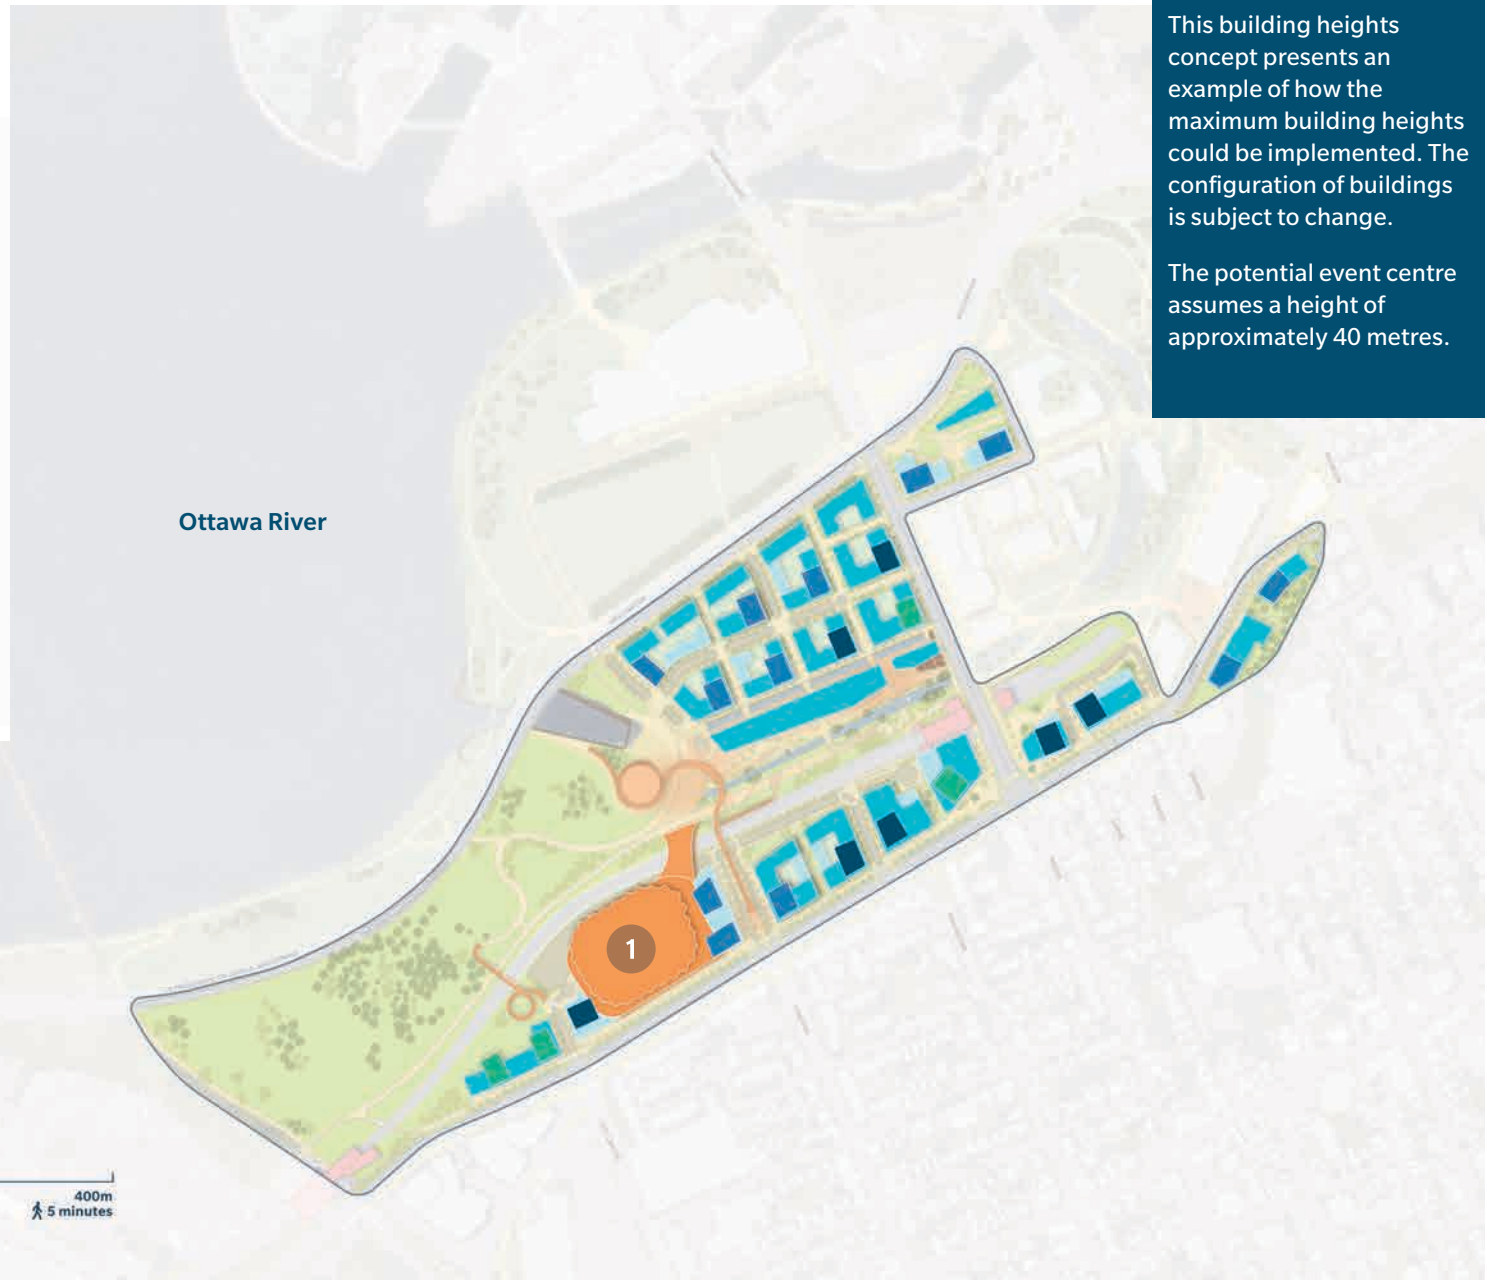 This building heights
concept presents an
example of how the
maximum building heights
could be implemented. The
configuration of buildings
is subject to change.
The potential event centre
assumes a height of
approximately 40 metres.
Ottawa River
1
400m
5 minutes